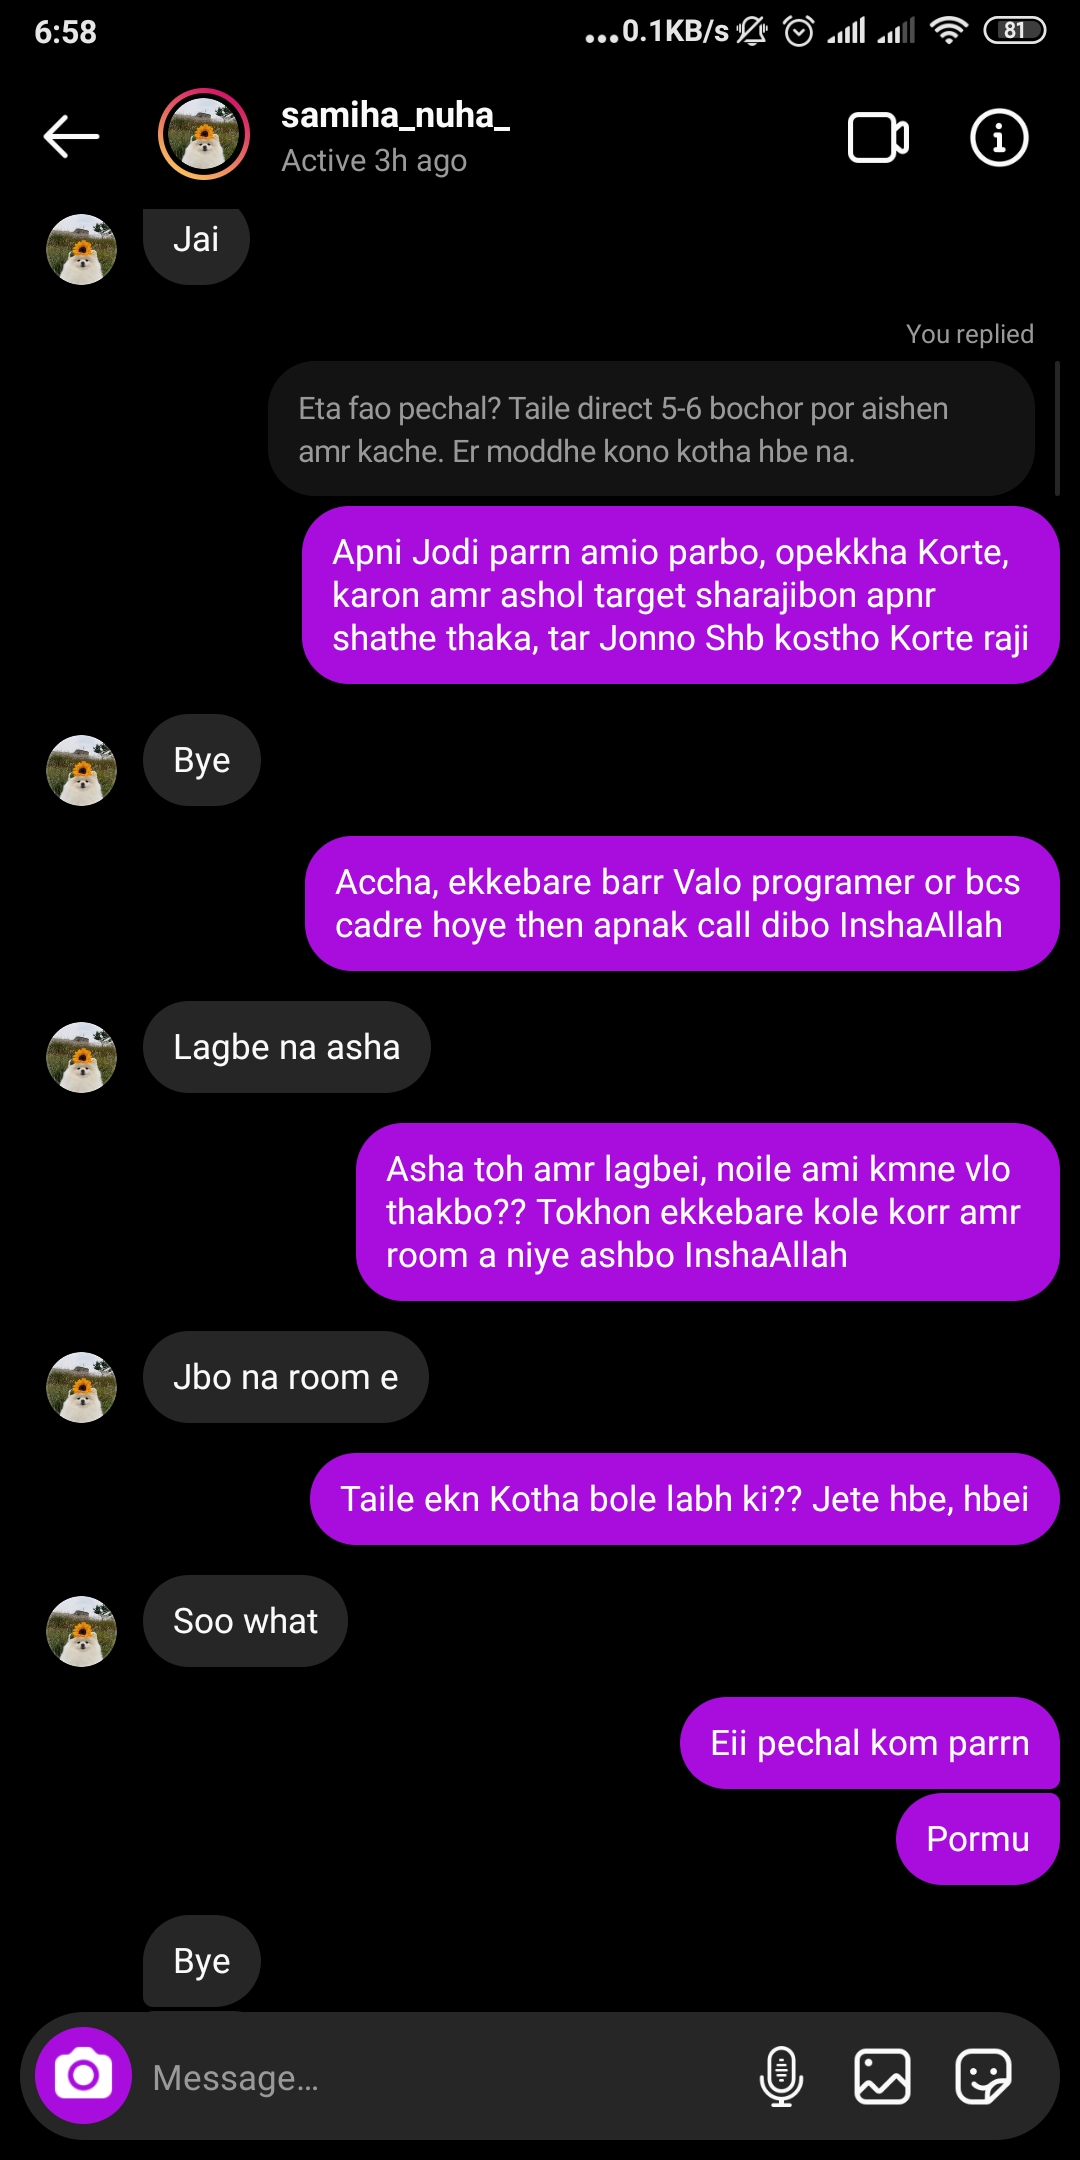 6:58
...0.1KB/s
81
samiha_nuha_
Active 3h ago
Jai
You replied
Eta fao pechal? Taile direct 5-6 bochor por aishen
amr kache. Er moddhe kono kotha hbe na.
Apni Jodi parrn amio parbo, opekkha Korte,
karon amr ashol target sharajibon apnr
shathe thaka, tar Jonno Shb kostho Korte raji
Bye
Accha, ekkebare barr Valo programer or bcs
cadre hoye then apnak call dibo InshaAllah
Lagbe na asha
Asha toh amr lagbei, noile ami kmne vlo
thakbo?? Tokhon ekkebare kole korr amr
room a niye ashbo InshaAllah
Jbo na room e
Taile ekn Kotha bole labh ki?? Jete hbe, hbei
Soo what
Eii pechal kom parrn
Pormu
Bye
Message...